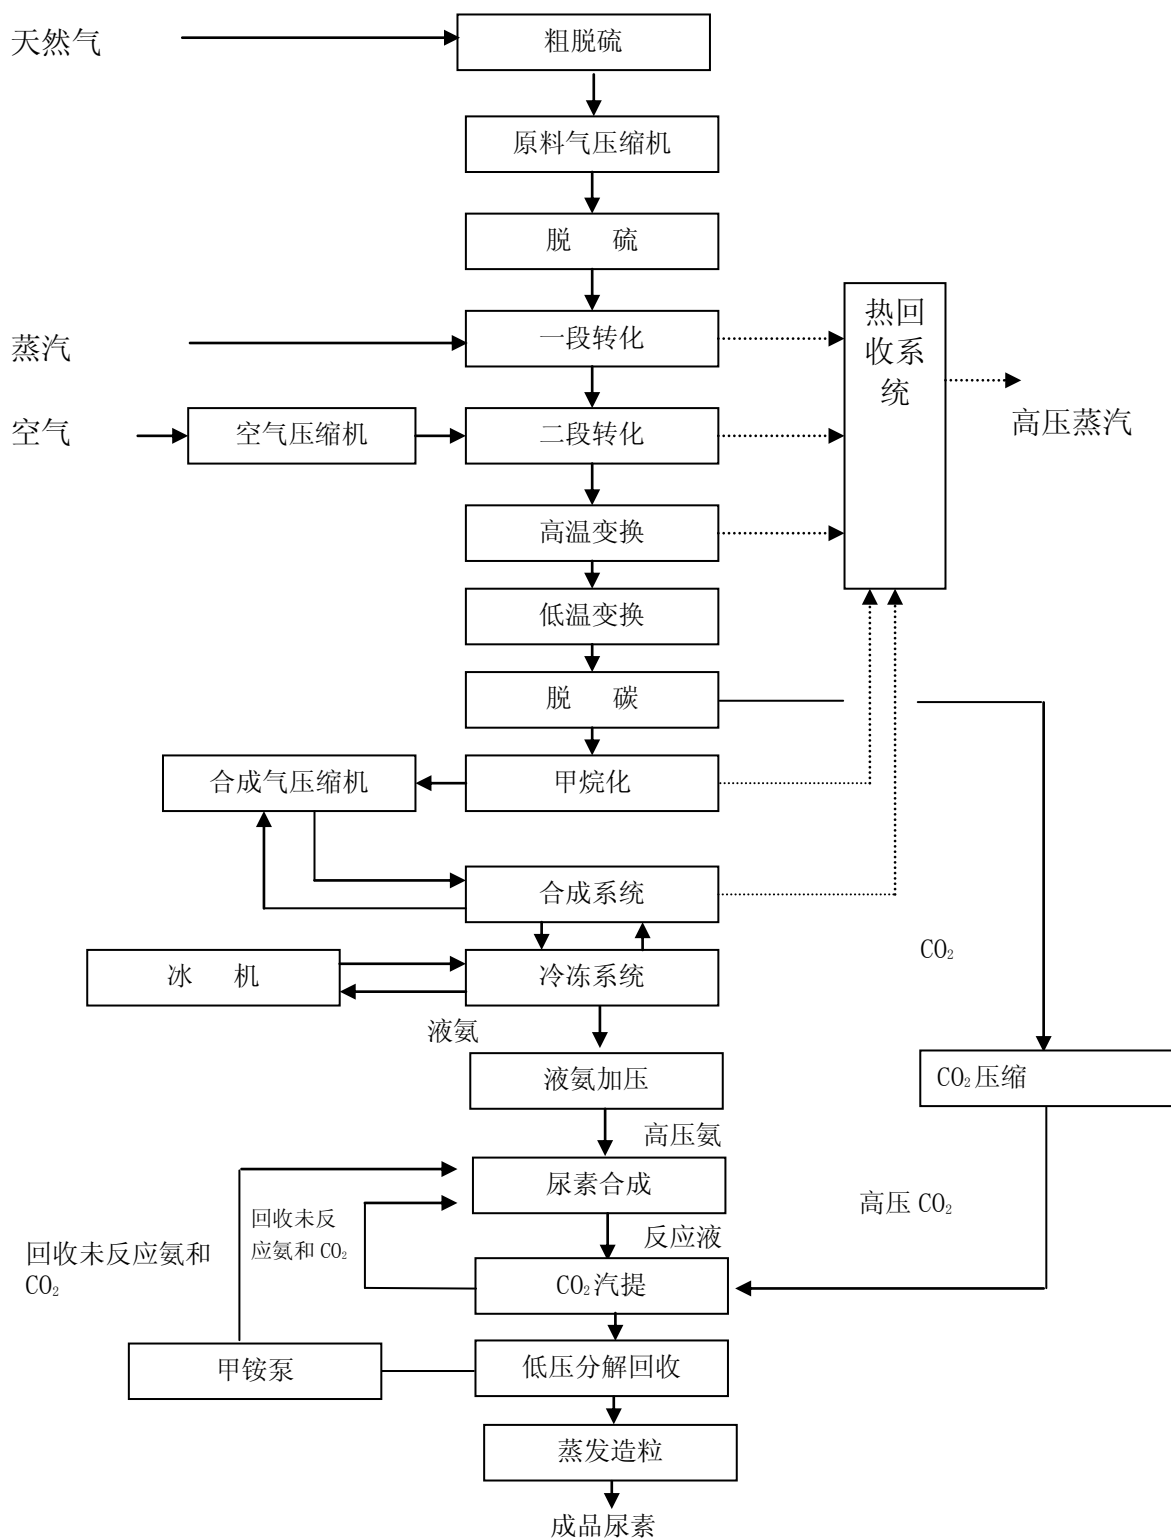 天然气
粗脱硫
原料气压缩机
脱 硫
热回
收系
统
蒸汽
一段转化
空气
空气压缩机
二段转化
高压蒸汽
高温变换
低温变换
脱 碳
合成气压缩机
甲烷化
合成系统
CO₂
冰 机
冷冻系统
液氨
液氨加压
CO₂压缩
高压氨
尿素合成
高压 CO₂
回收未反
应氨和 CO₂
反应液
回收未反应氨和
CO₂
CO₂汽提
甲铵泵
低压分解回收
蒸发造粒
成品尿素